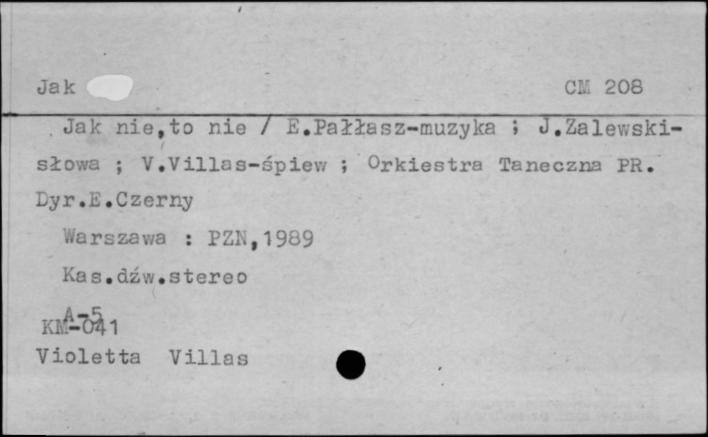 Jak CM 208
Jak nie,to nie / E.Pałłasz-muzyka ; J.Zalewski-
słowa ; V.Villas-śpiew ; Orkiestra Taneczna PR.
Dyr.E.Czerny
Warszawa : PZN,1989
Kas.dźw.stereo
A-5
KM-041
Violetta Villas